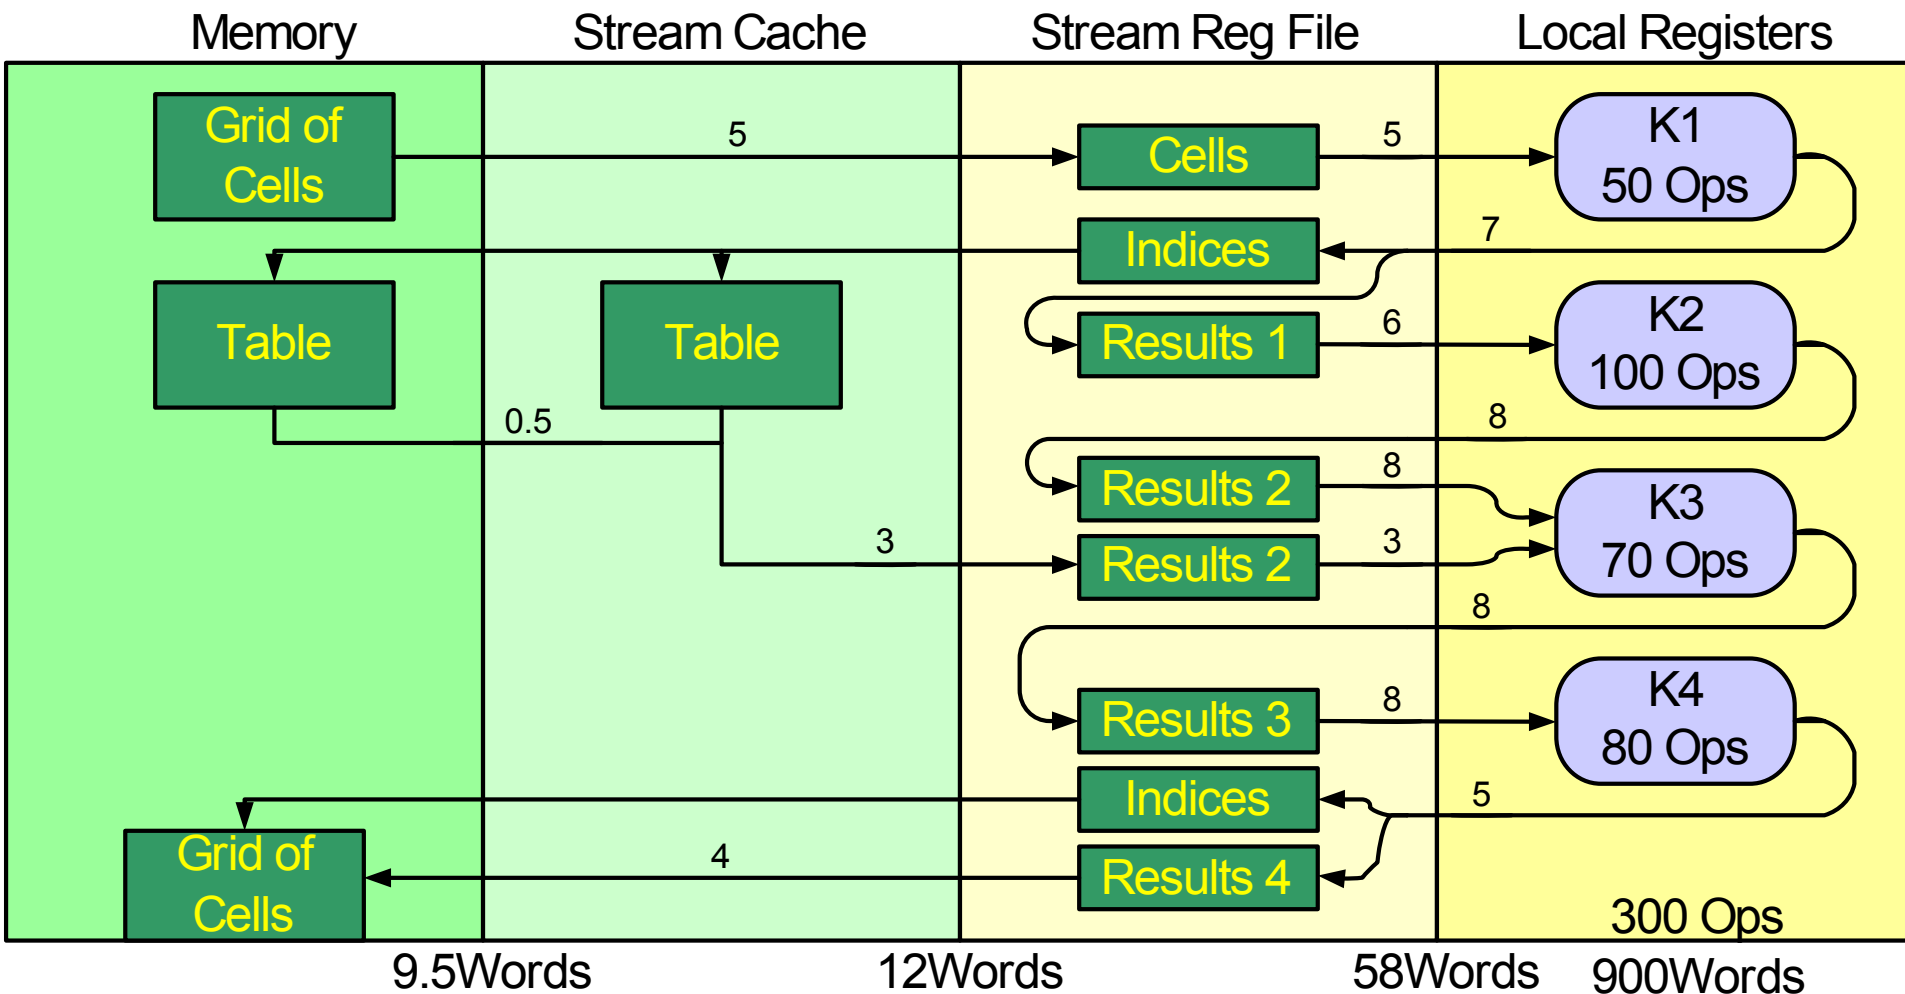 Memory
Stream Cache
Stream Reg File
Local Registers
Grid of
Cells
5
Cells
5
K1
50 Ops
Indices
7
Table
Table
Results 1
6
K2
100 Ops
0.5
8
Results 2
8
K3
70 Ops
3
Results 2
3
8
Results 3
8
K4
80 Ops
Indices
5
Grid of
Cells
4
Results 4
300 Ops
9.5Words
12Words
58Words
900Words